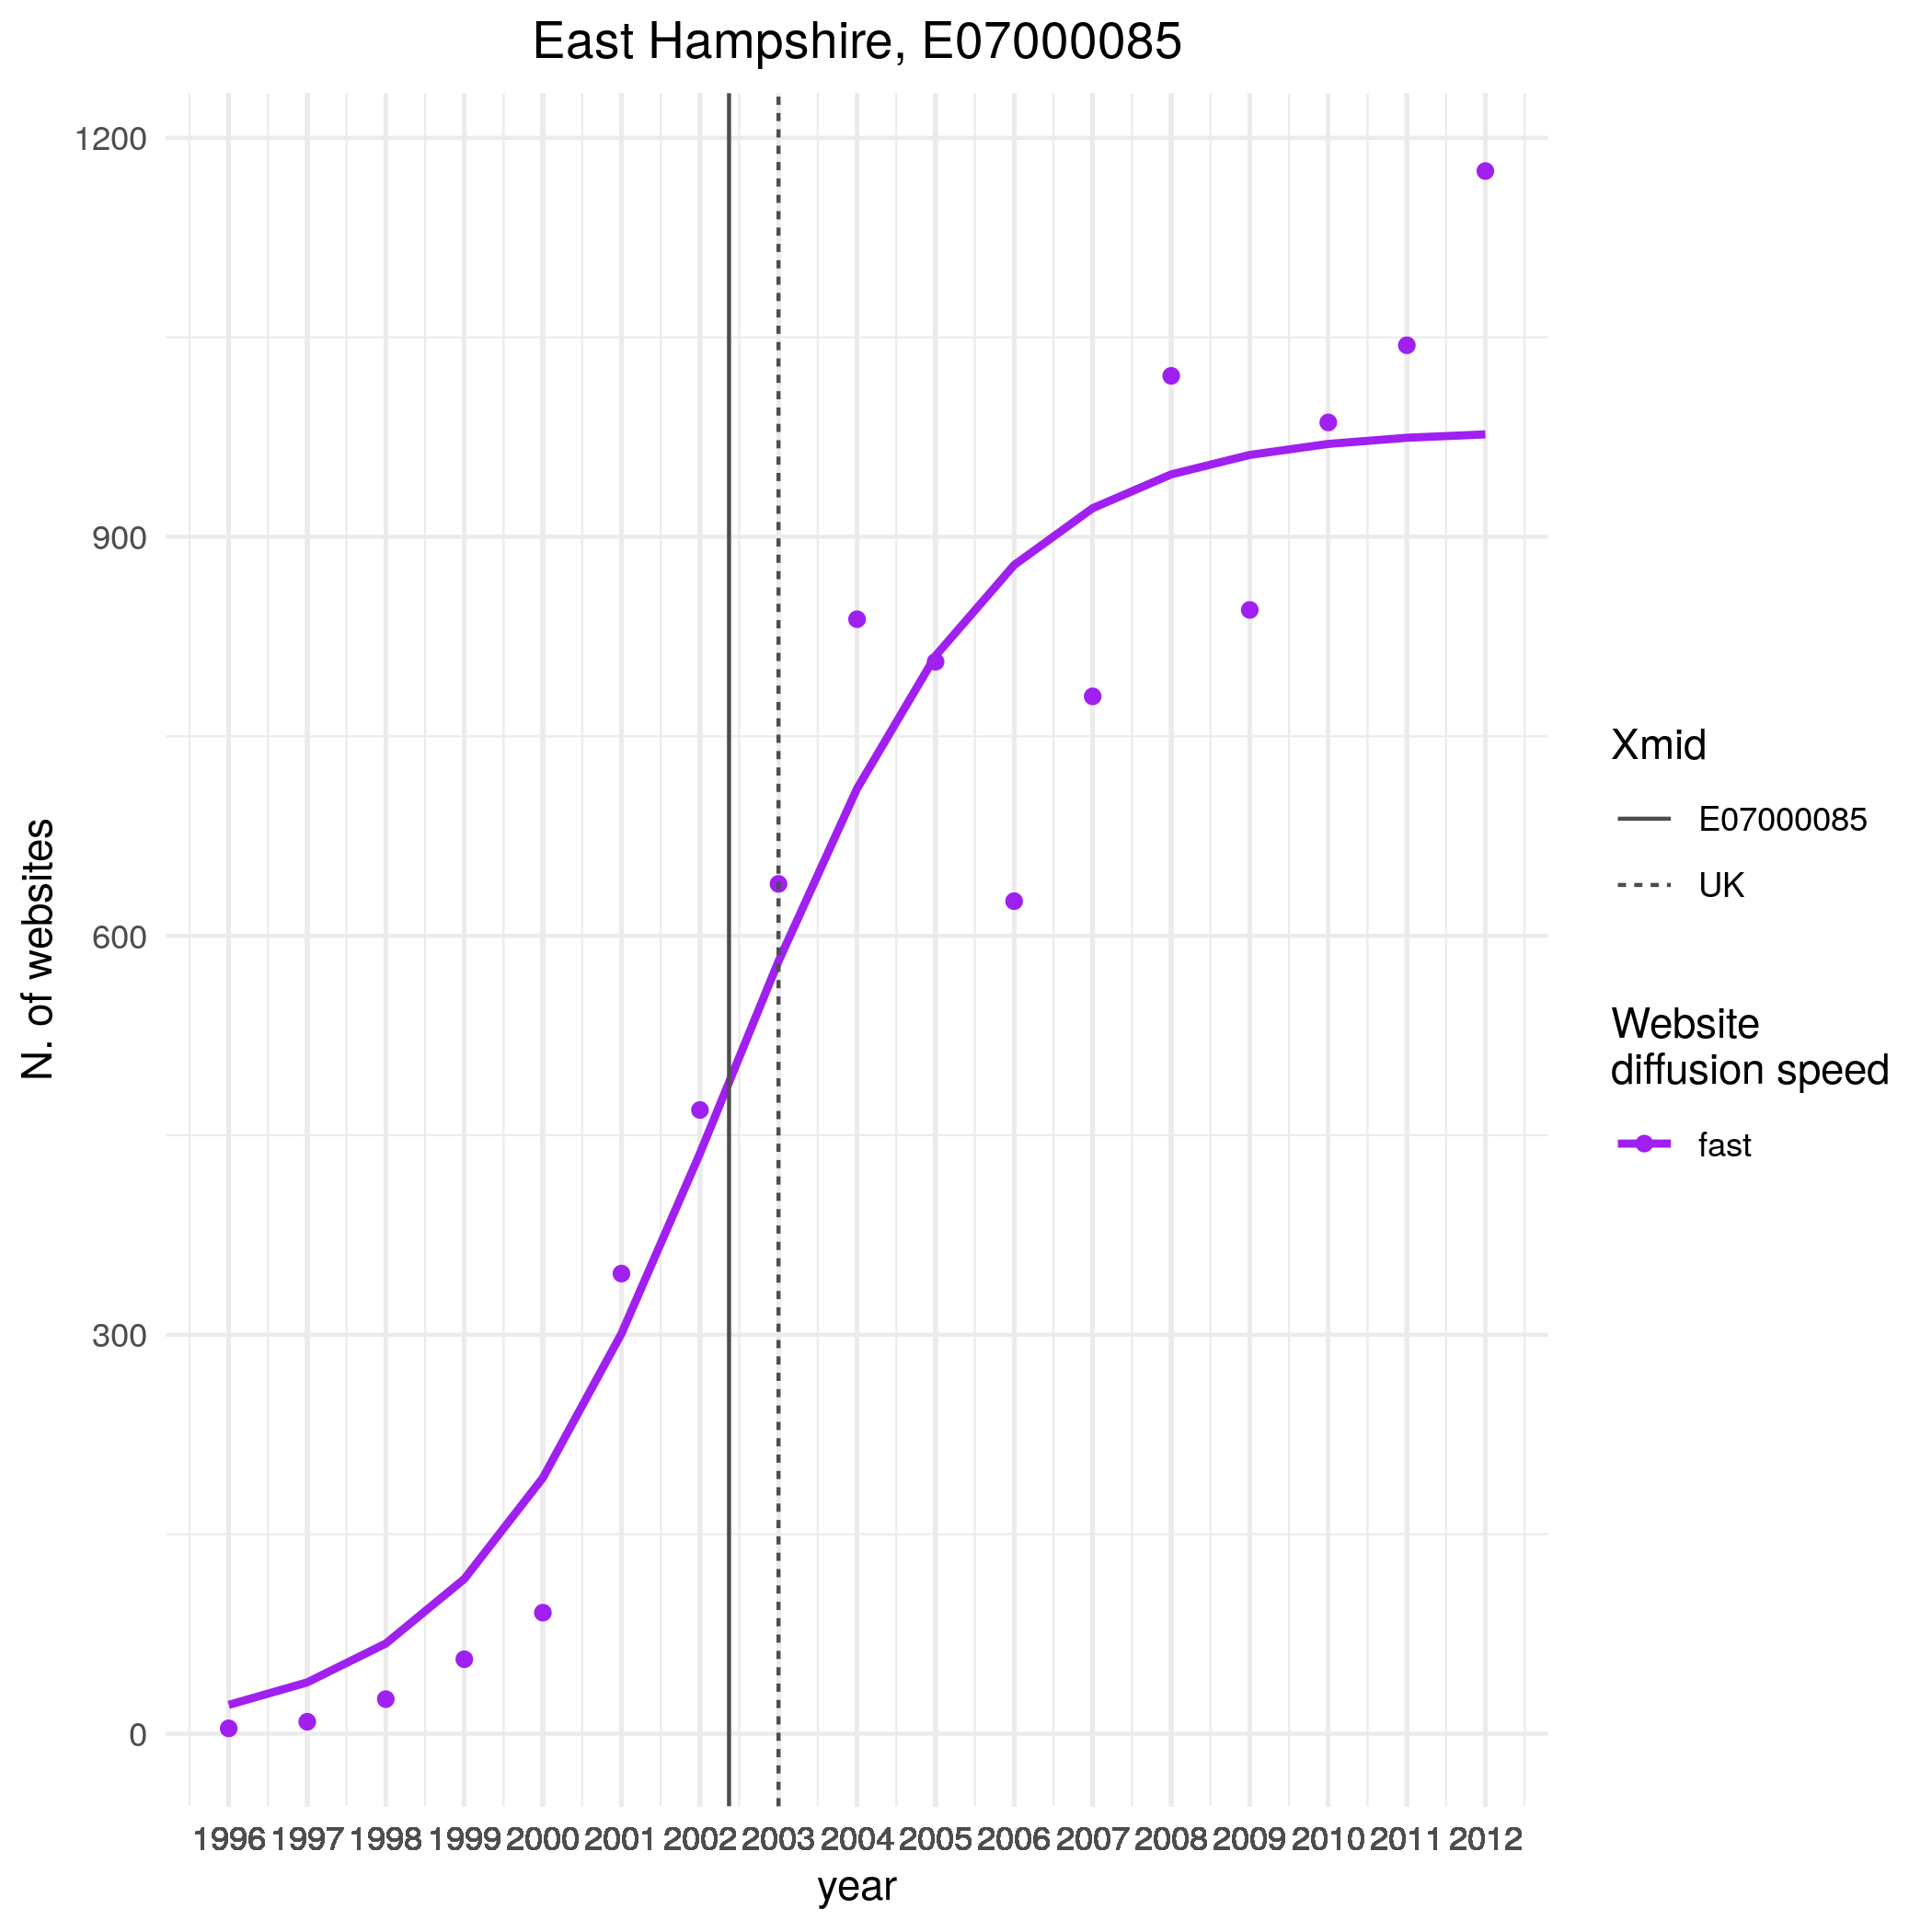 East Hampshire, E07000085
1200
900
600
300
0
N. of websites
1996 1997 1998 1999 2000 2001 2002 2003 2004 2005 2006 2007 2008 2009 2010 2011 2012
year
Xmid
E07000085
UK
Website
diffusion speed
fast